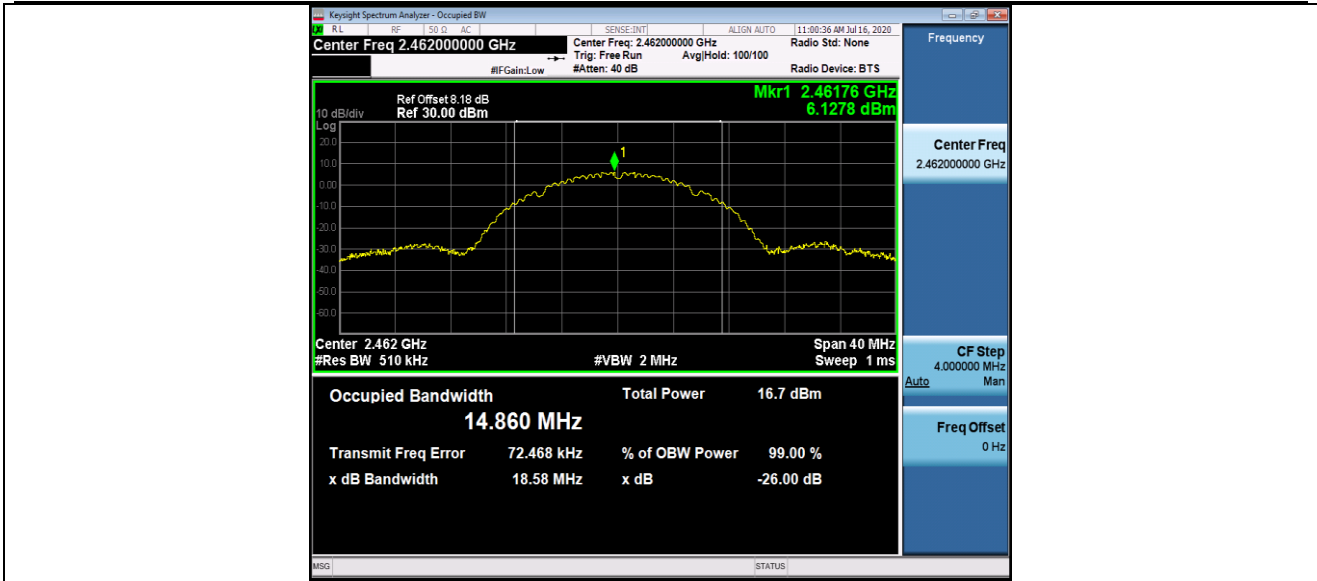 Keysight Spectrum Analyzer - Occupied BW
RL RF 50 Ω AC SENSE:INT ALIGN AUTO 11:00:36 AM Jul 16, 2020
Center Freq 2.462000000 GHz
Center Freq: 2.462000000 GHz Radio Std: None
Trig: Free Run Avg|Hold: 100/100
#IFGain:Low #Atten: 40 dB Radio Device: BTS
Mkr1 2.46176 GHz
6.1278 dBm
Ref Offset 8.18 dB
10 dB/div Ref 30.00 dBm
Log
20.0
10.0
0.00
-10.0
-20.0
-30.0
-40.0
-50.0
-60.0
1
Center 2.462 GHz Span 40 MHz
#Res BW 510 kHz #VBW 2 MHz Sweep 1 ms
Occupied Bandwidth Total Power 16.7 dBm
14.860 MHz
Transmit Freq Error 72.468 kHz % of OBW Power 99.00 %
x dB Bandwidth 18.58 MHz x dB -26.00 dB
MSG STATUS
Frequency
Center Freq
2.462000000 GHz
CF Step
4.000000 MHz
Auto Man
Freq Offset
0 Hz